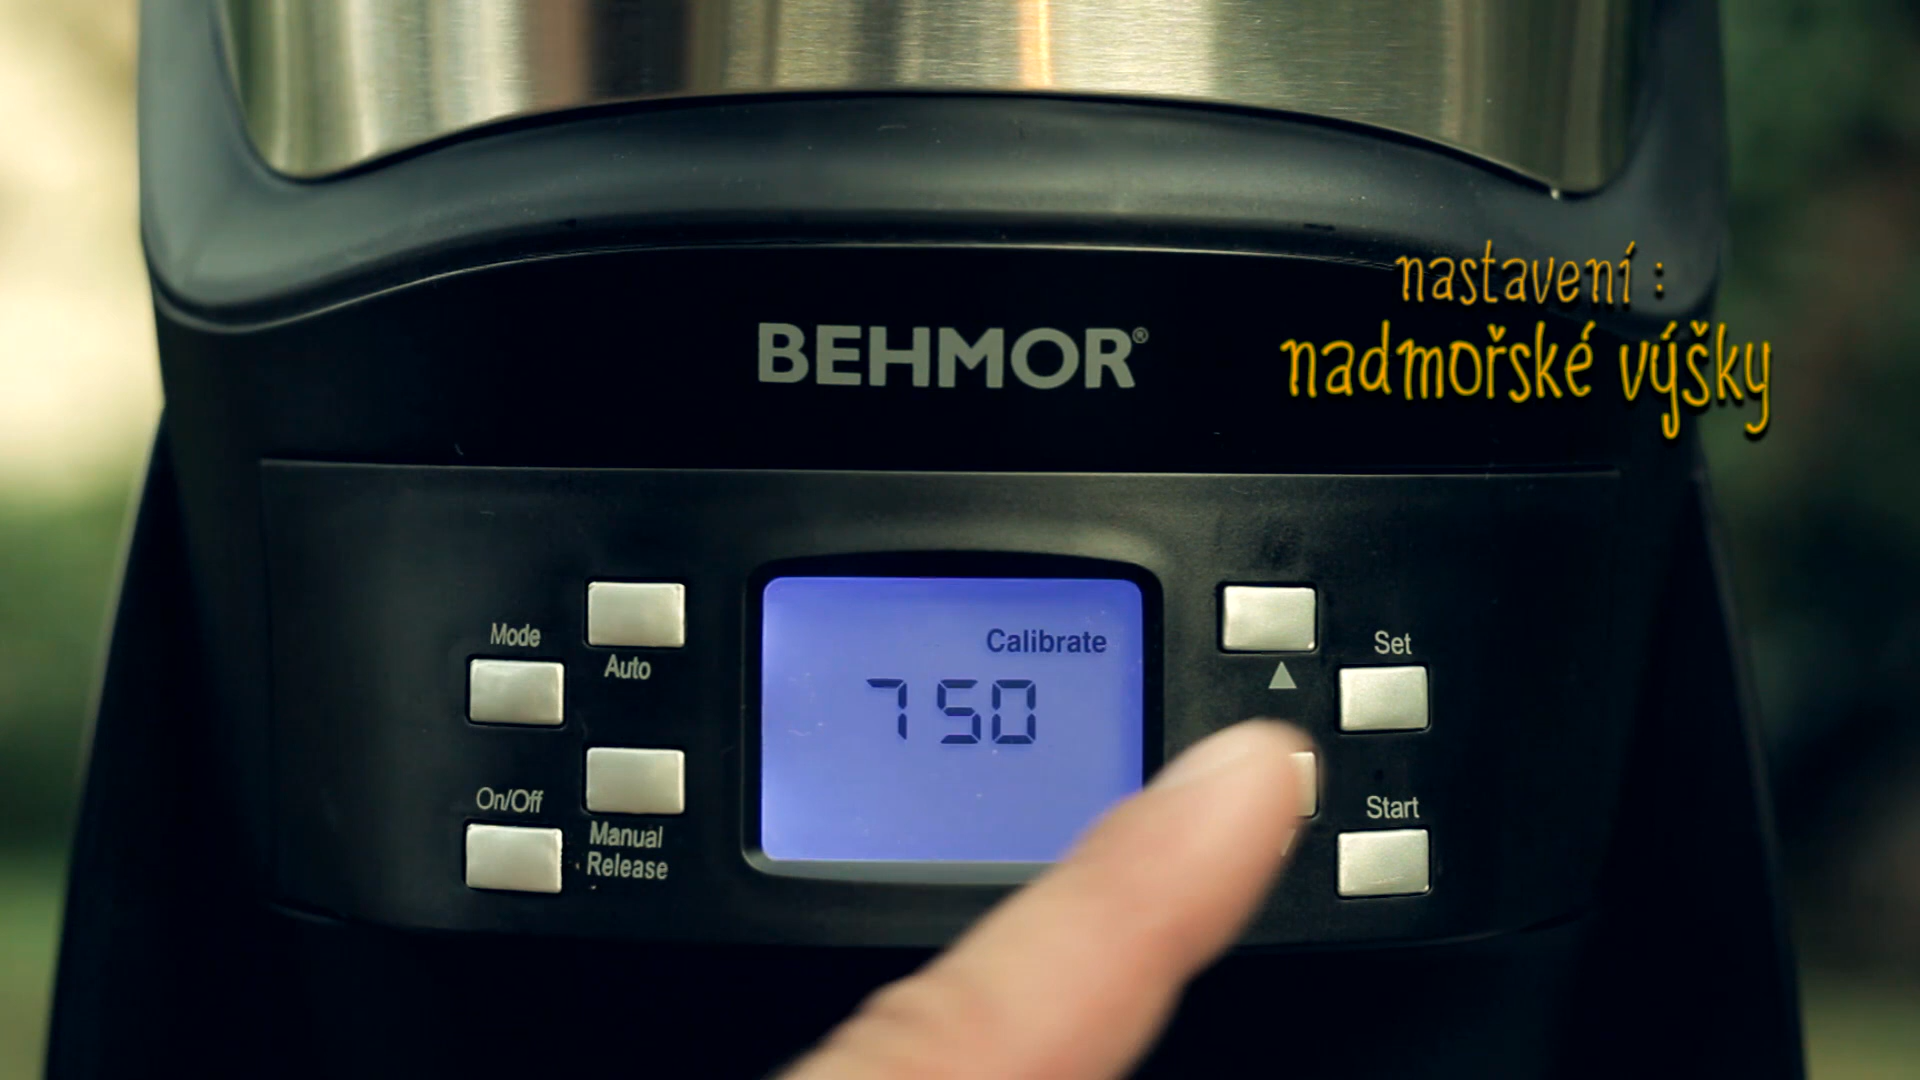 nastavení :
nadmořské výšky
BEHMOR®
Calibrate
750
Mode
Auto
On/Off
Manual
Release
▲
Set
Start